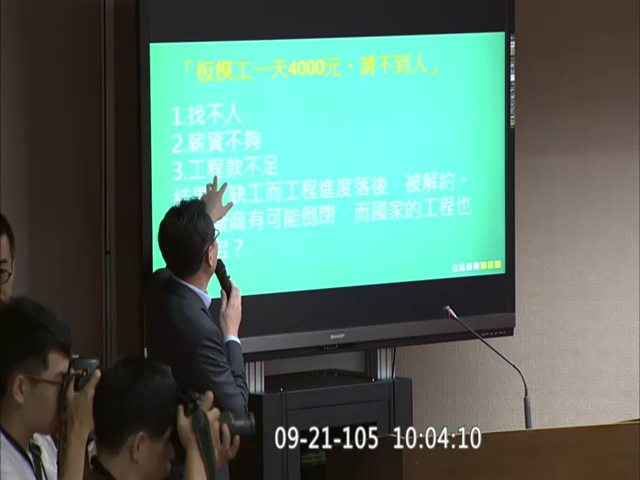 「板模工一天4000元，請不到人」
1.找不人
2.薪資不夠
3.工程款不足
缺工而工程進度落後，被解約。
商有可能倒閉，而國家的工程也
？
SHARP
09-21-105 10:04:10